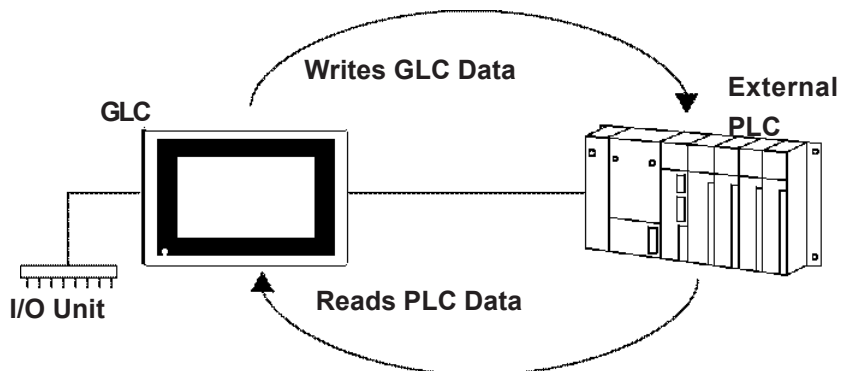 Writes GLC Data
External
PLC
GLC
Reads PLC Data
I/O Unit